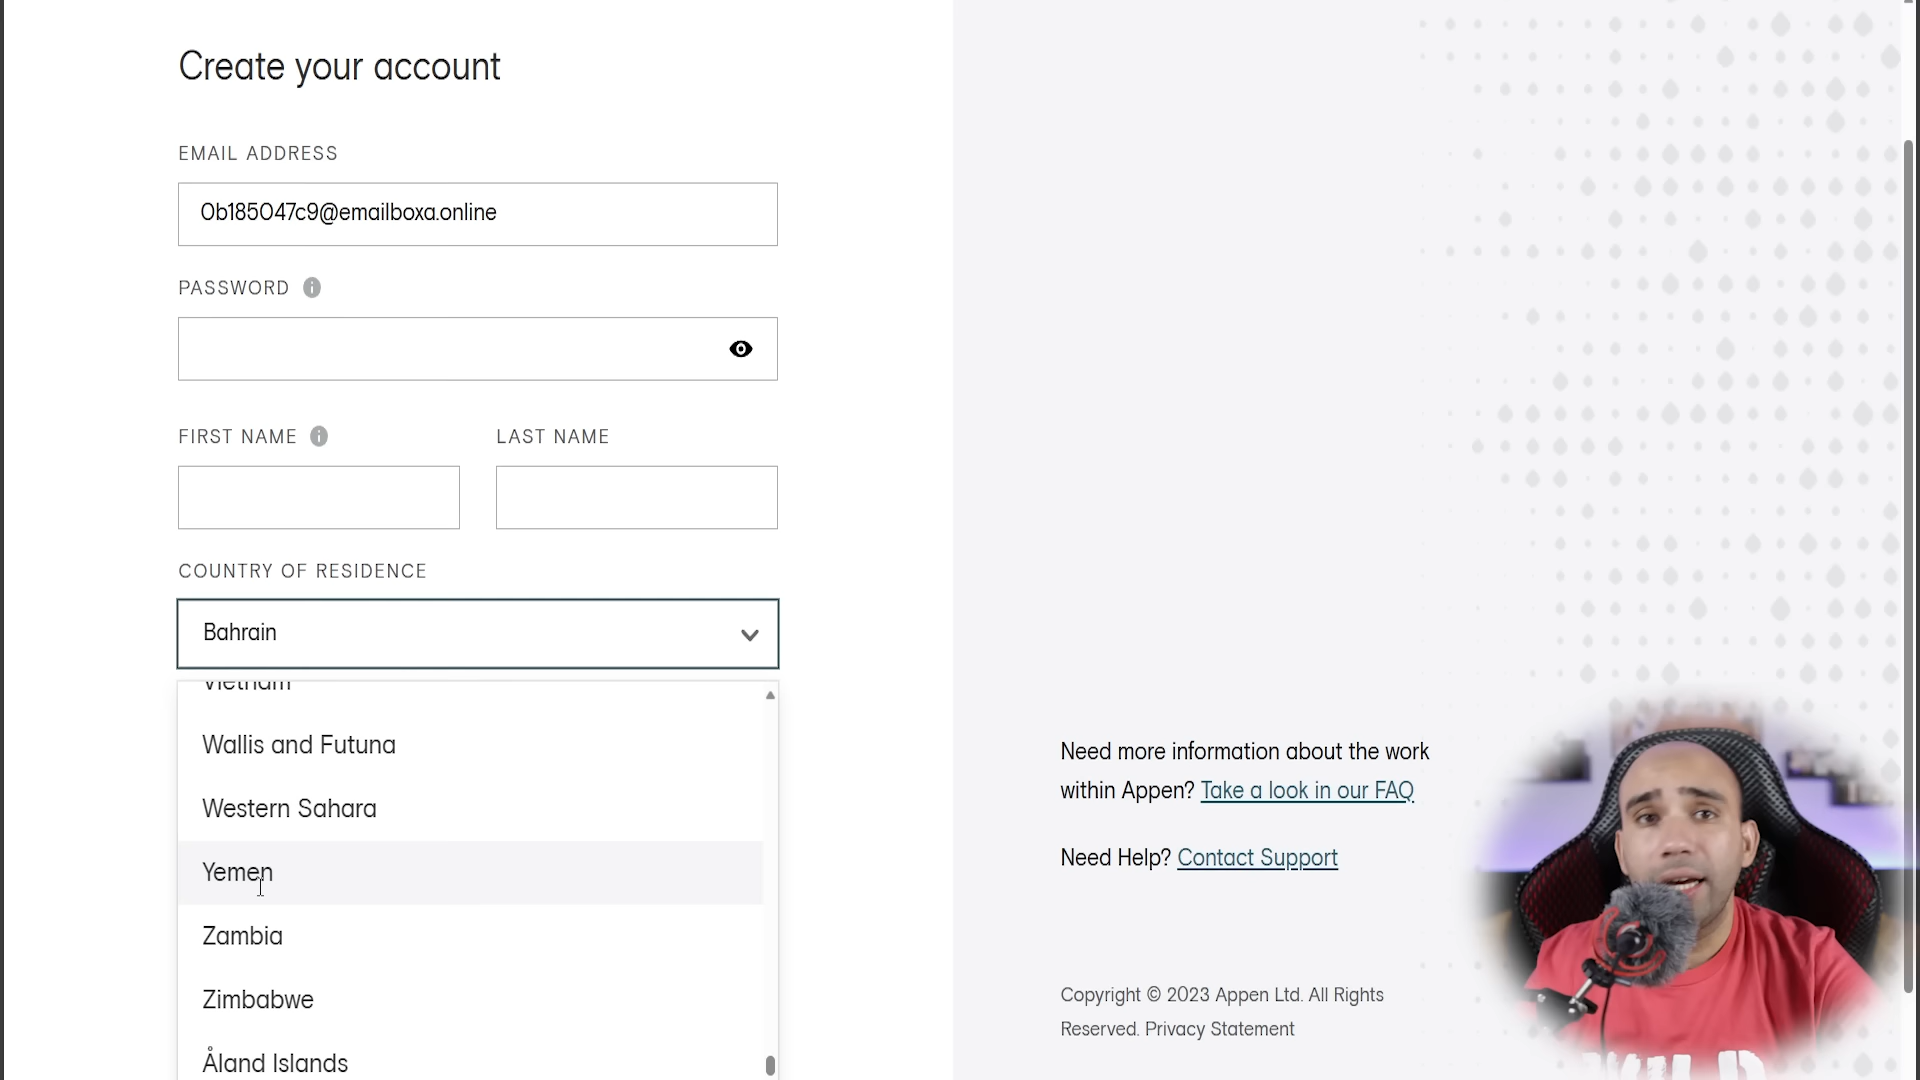 Create your account
EMAIL ADDRESS
0b185047c9@emailboxa.online
PASSWORD
FIRST NAME
LAST NAME
COUNTRY OF RESIDENCE
Bahrain
Vietnam
Wallis and Futuna
Western Sahara
Yemen
Zambia
Zimbabwe
Åland Islands
Need more information about the work
within Appen? Take a look in our FAQ
Need Help? Contact Support
Copyright © 2023 Appen Ltd. All Rights
Reserved. Privacy Statement